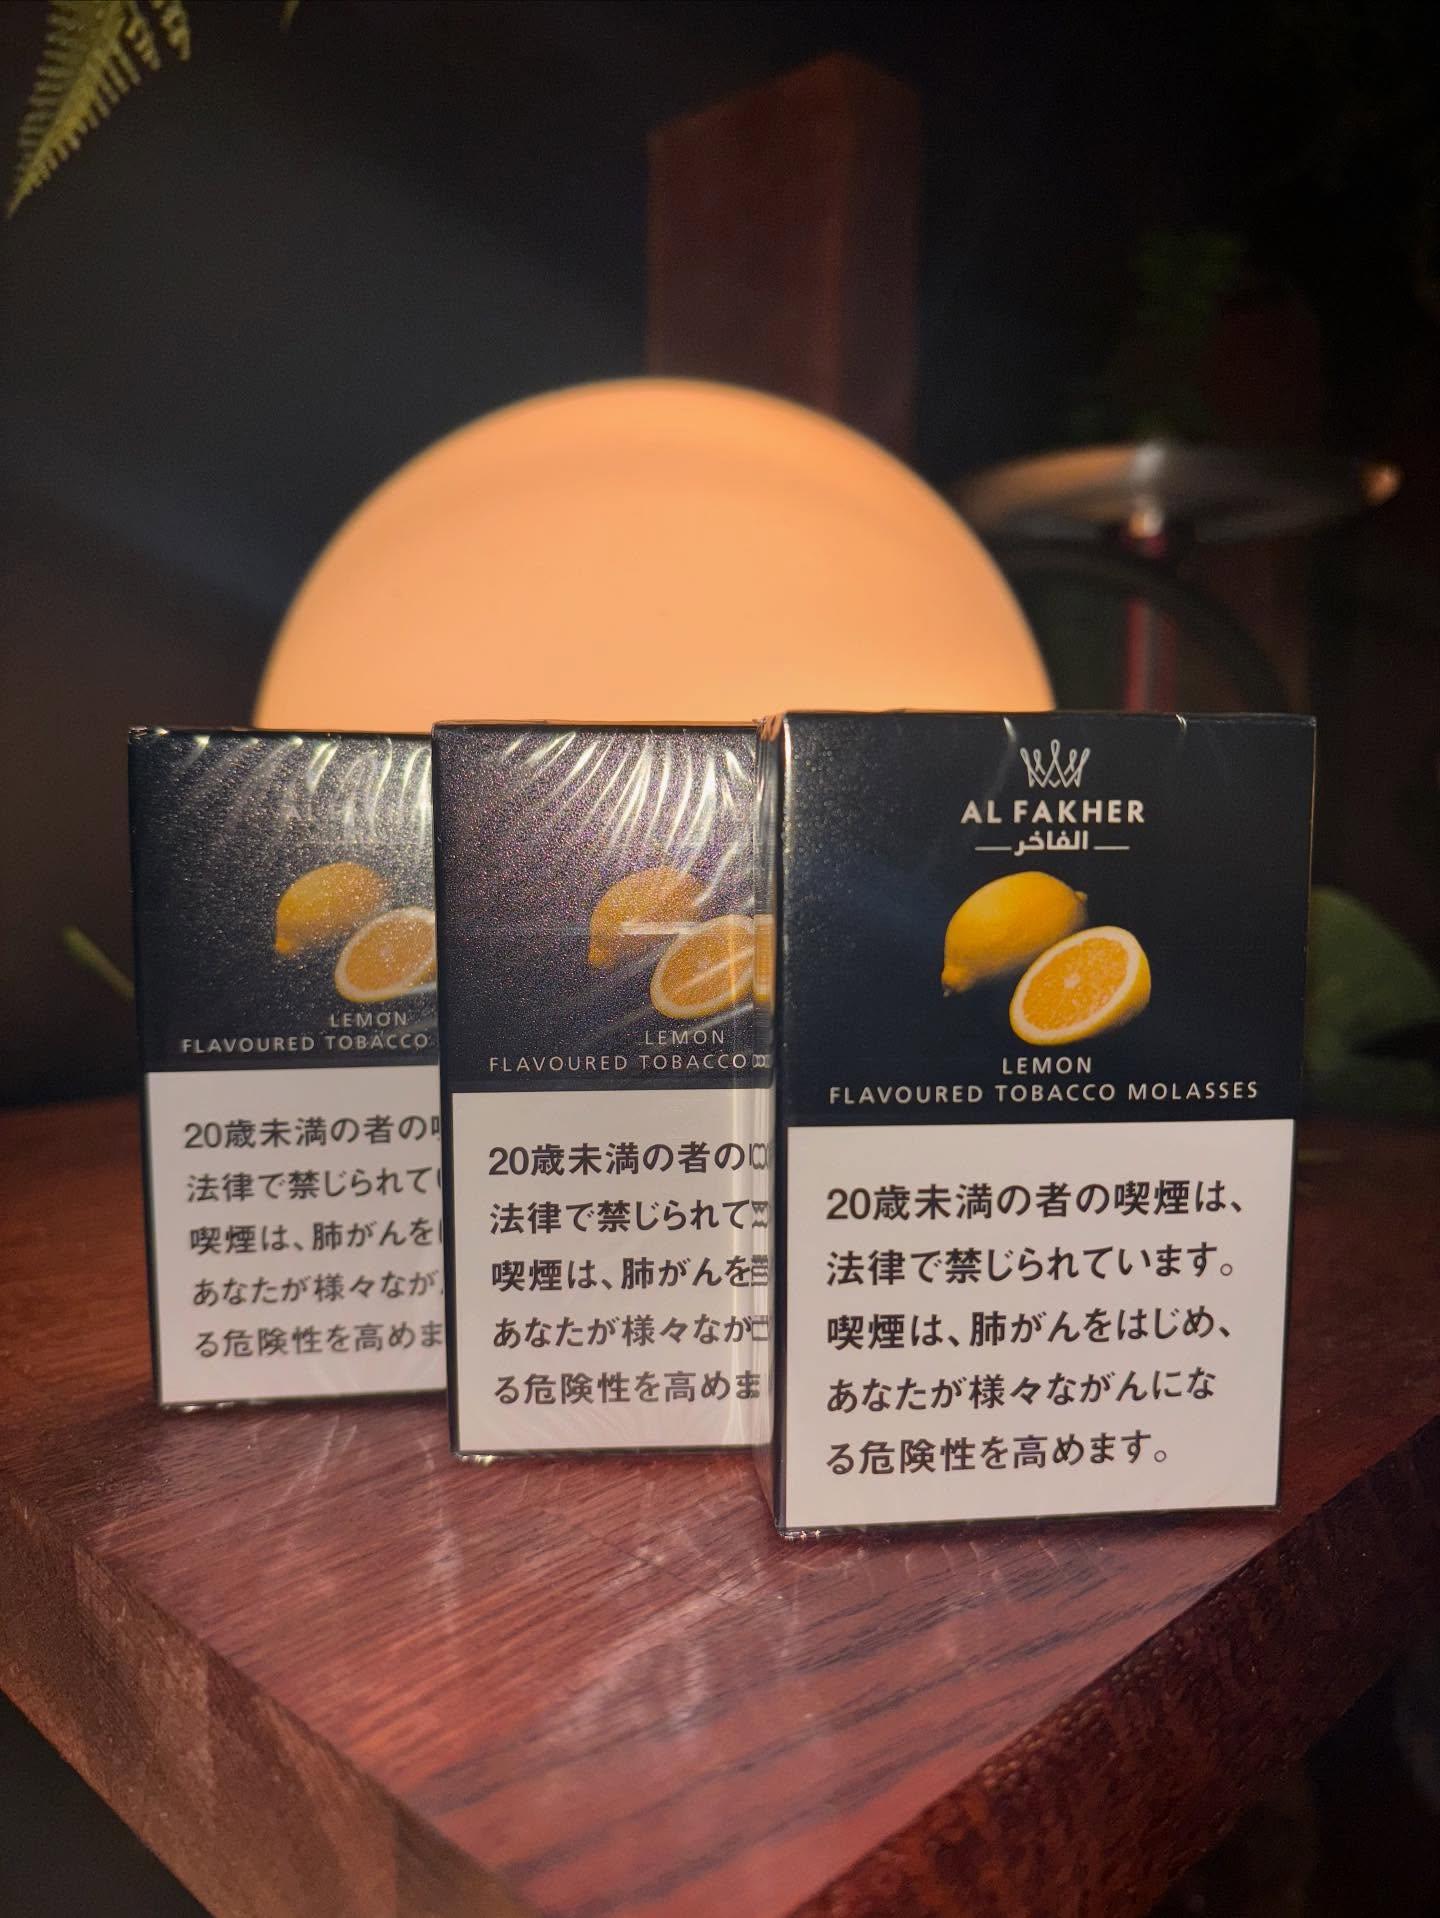 AL FAKHER
الفاخر
LEMON
FLAVOURED TOBACCO MOLASSES
20歳未満の者の喫煙は、
法律で禁じられています。
喫煙は、肺がんをはじめ、
あなたが様々ながんにな
る危険性を高めます。
LEMON
FLAVOURED TOBACCO
20歳未満の者の
法律で禁じられて
喫煙は、肺がんを
あなたが様々なが
る危険性を高めま
LEMON
FLAVOURED TOBACCO
20歳未満の者の
法律で禁じられて
喫煙は、肺がんを
あなたが様々なが
る危険性を高めま